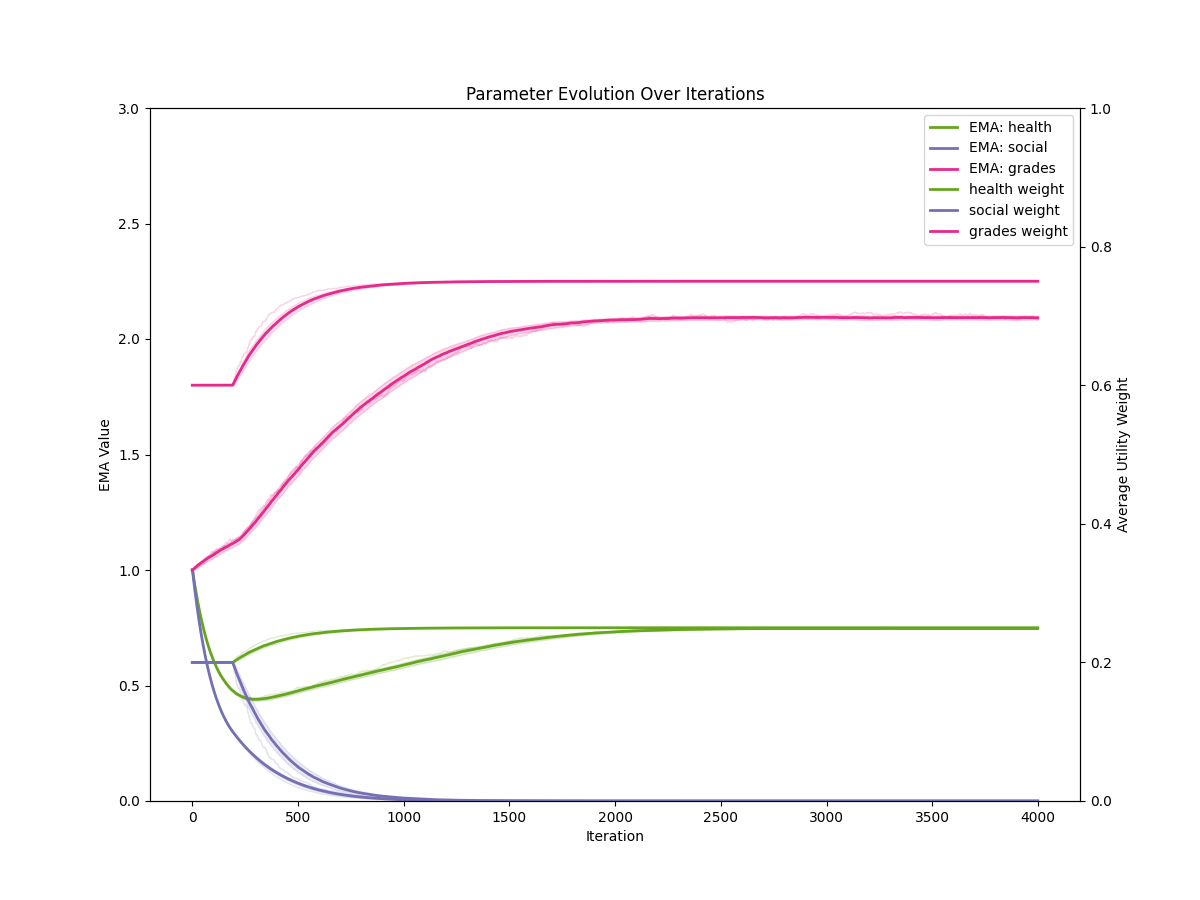 Parameter Evolution Over Iterations
3.0
2.5
2.0
1.5
1.0
0.5
0.0
EMA Value
1.0
0.8
0.6
0.4
0.2
0.0
Average Utility Weight
EMA: health
EMA: social
EMA: grades
health weight
social weight
grades weight
0 500 1000 1500 2000 2500 3000 3500 4000
Iteration